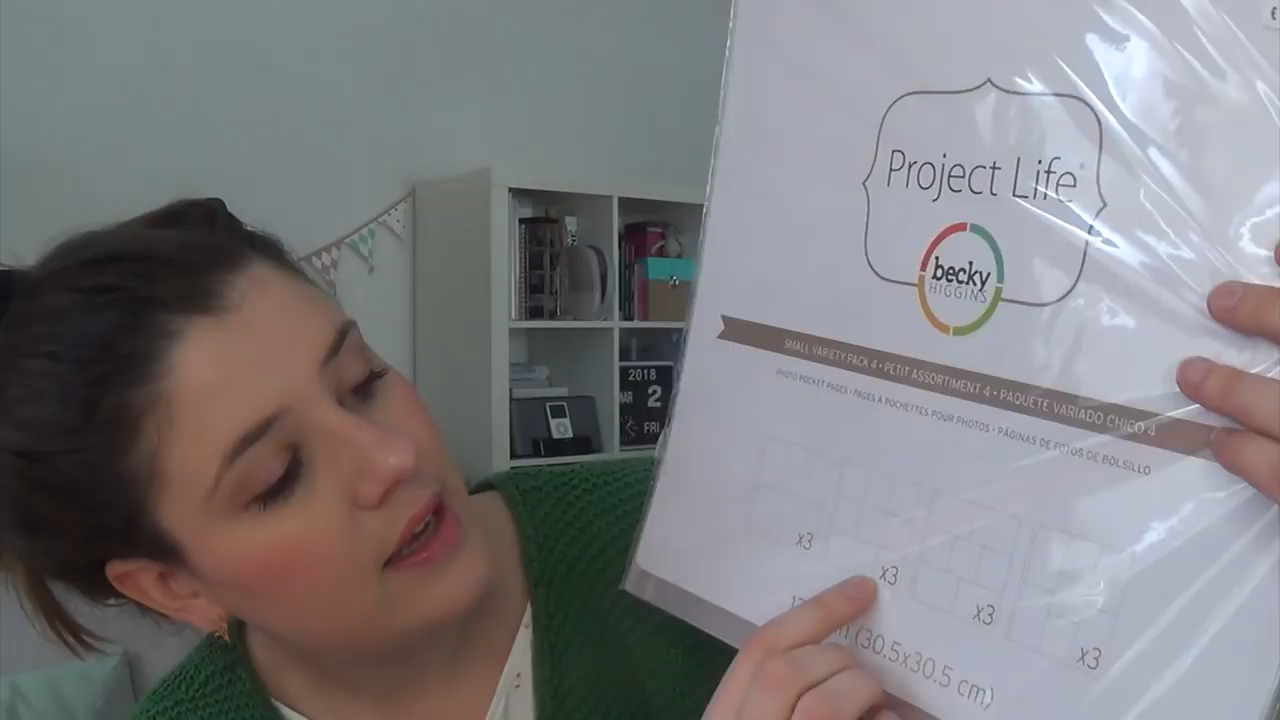 Project Life®
becky
HIGGINS
SMALL VARIETY PACK 4 • PETIT ASSORTIMENT 4 • PAQUETE VARIADO CHICO 4
PHOTO POCKET PAGES • PAGES À POCHETTES POUR PHOTOS • PÁGINAS DE FOTOS DE BOLSILLO
x3
x3
x3
x3
(30.5x30.5 cm)
2018
MAR 2
FRI